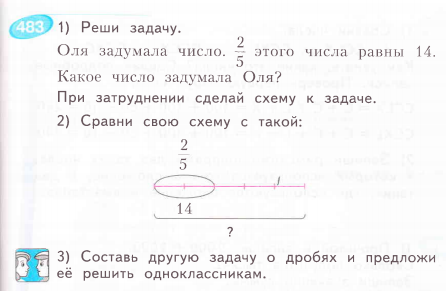 483 1) Реши задачу.
Оля задумала число. 2/5 этого числа равны 14.
Какое число задумала Оля?
При затруднении сделай схему к задаче.
2) Сравни свою схему с такой:
2/5
14
?
3) Составь другую задачу о дробях и предложи
её решить одноклассникам.